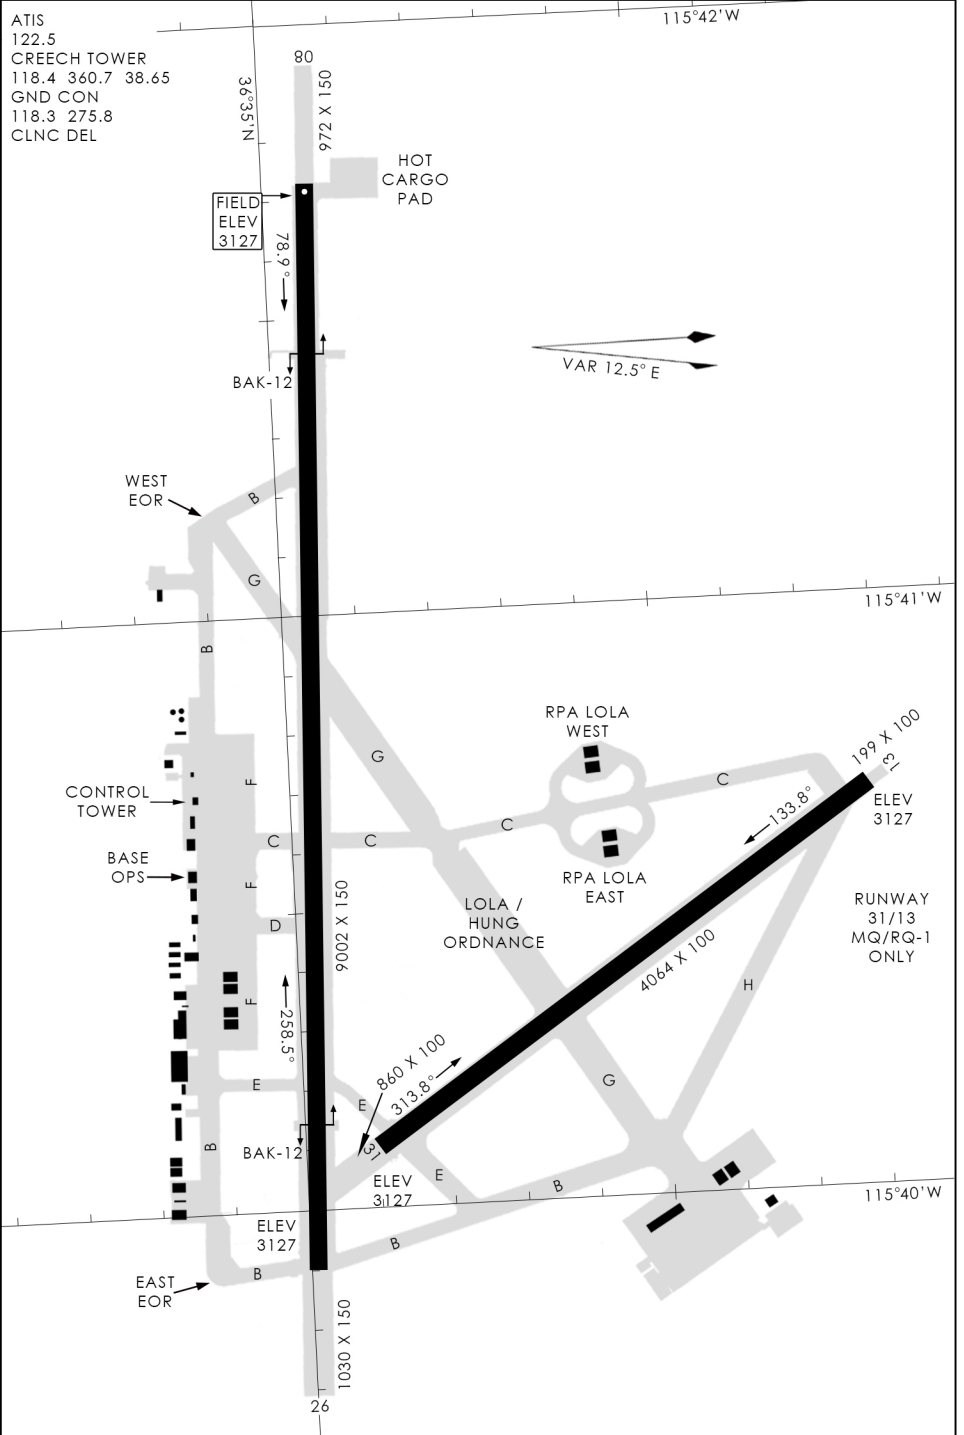 ATIS
122.5
CREECH TOWER
118.4 360.7 38.65
GND CON
118.3 275.8
CLNC DEL
115°42'W
36°35'N
08
972 X 150
HOT
CARGO
PAD
FIELD
ELEV
3127
78.9°
VAR 12.5° E
BAK-12
WEST
EOR
B
G
115°41'W
B
RPA LOLA
WEST
199 X 100
13
G
F
C
CONTROL
TOWER
133.8°
ELEV
3127
C
C
C
BASE
OPS
F
RPA LOLA
EAST
9002 X 150
LOLA /
HUNG
ORDNANCE
RUNWAY
31/13
MQ/RQ-1
ONLY
D
4064 X 100
H
F
258.5°
860 X 100
313.8°
E
E
G
B
BAK-12
31
E
ELEV
3127
B
115°40'W
ELEV
3127
B
EAST
EOR
B
1030 X 150
26